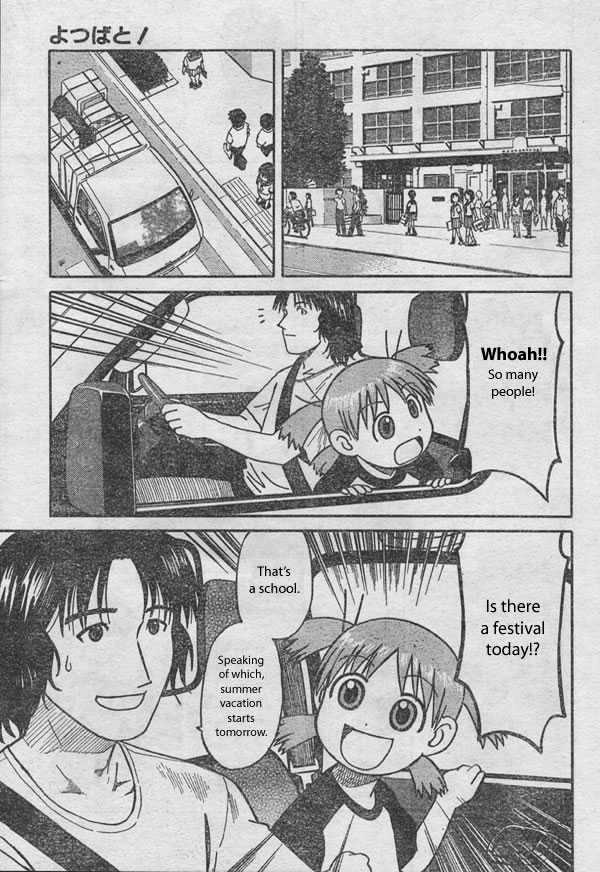 よつばと！
Whoah!!
So many
people!
Is there
a festival
today!?
That's
a school.
Speaking
of which,
summer
vacation
starts
tomorrow.